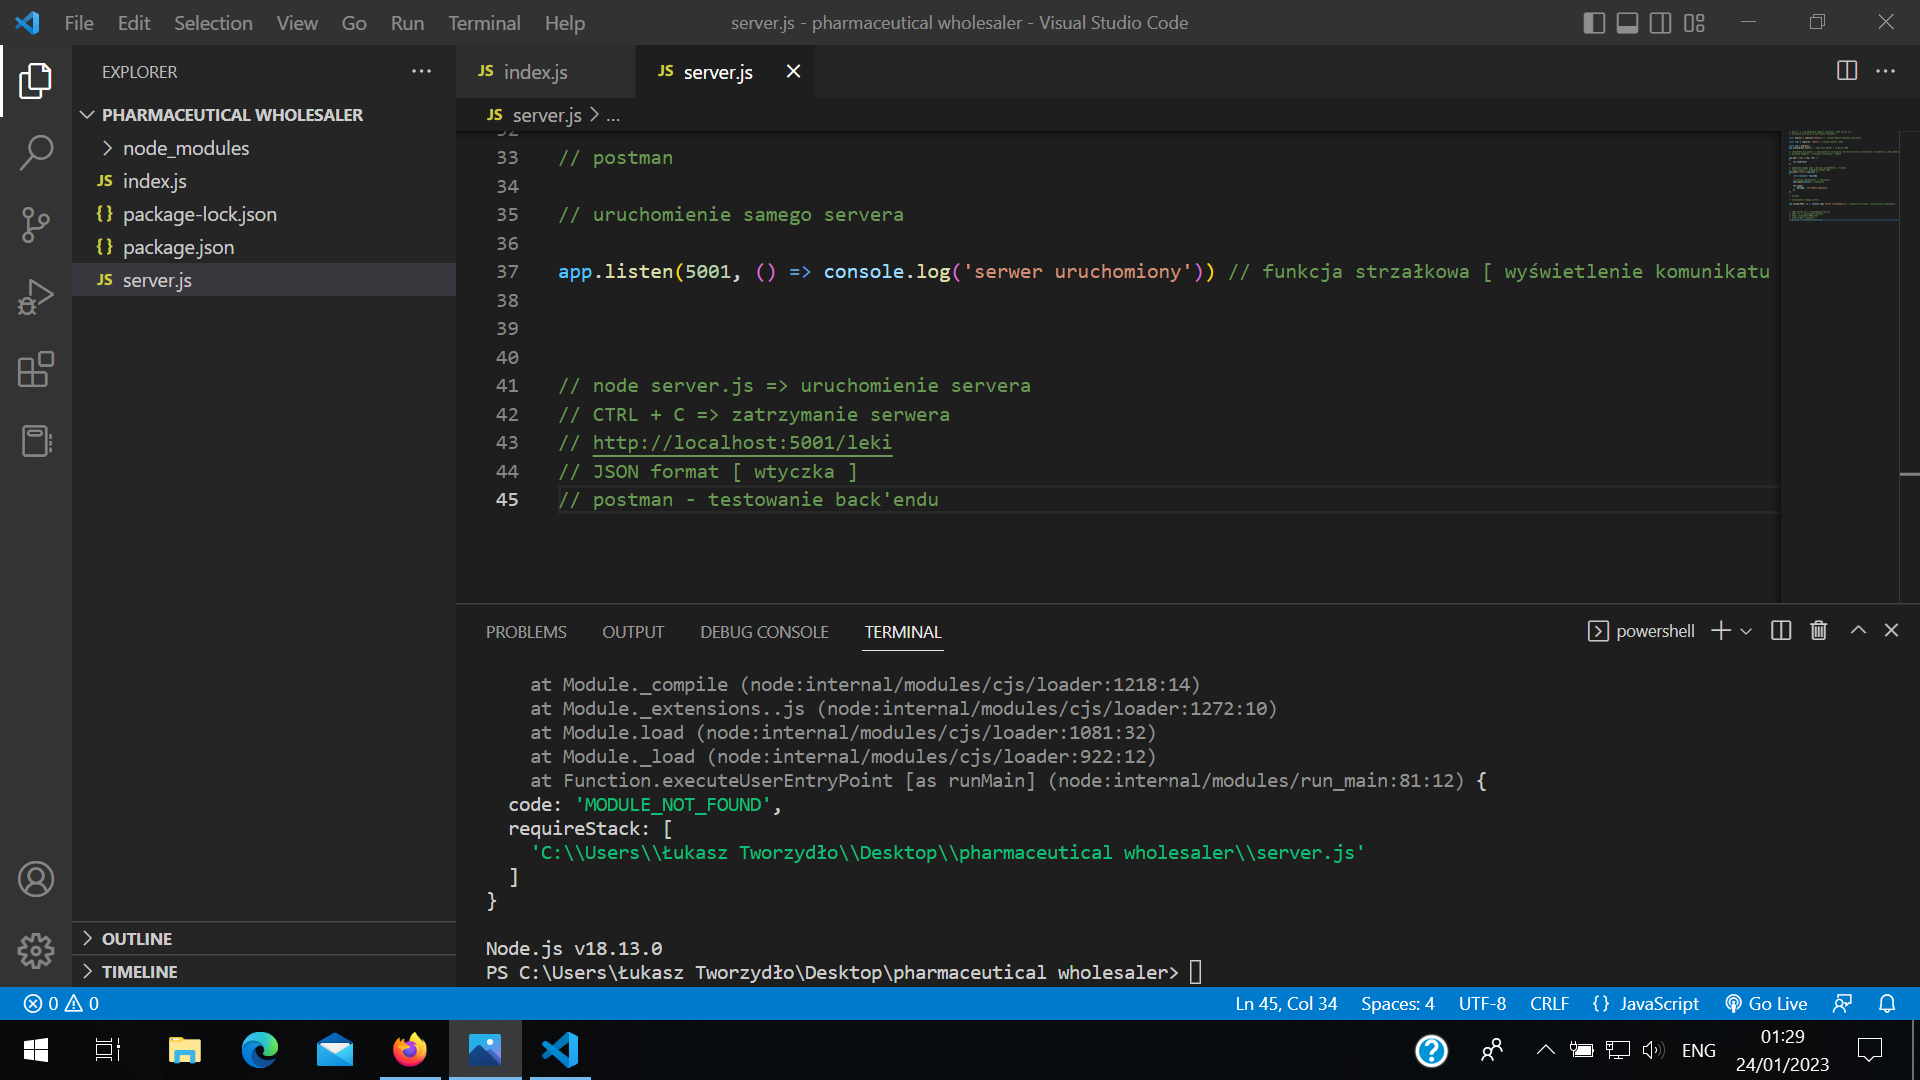 File Edit Selection View Go Run Terminal Help
server.js - pharmaceutical wholesaler - Visual Studio Code
EXPLORER
PHARMACEUTICAL WHOLESALER
node_modules
JS index.js
{} package-lock.json
{} package.json
JS server.js
OUTLINE
TIMELINE
JS index.js
JS server.js
JS server.js > ...
32
33 // postman
34
35 // uruchomienie samego servera
36
37 app.listen(5001, () => console.log('serwer uruchomiony')) // funkcja strzałkowa [ wyświetlenie komunikatu
38
39
40
41 // node server.js => uruchomienie servera
42 // CTRL + C => zatrzymanie serwera
43 // http://localhost:5001/leki
44 // JSON format [ wtyczka ]
45 // postman - testowanie back'endu
PROBLEMS OUTPUT DEBUG CONSOLE TERMINAL
powershell
at Module._compile (node:internal/modules/cjs/loader:1218:14)
at Module._extensions..js (node:internal/modules/cjs/loader:1272:10)
at Module.load (node:internal/modules/cjs/loader:1081:32)
at Module._load (node:internal/modules/cjs/loader:922:12)
at Function.executeUserEntryPoint [as runMain] (node:internal/modules/run_main:81:12) {
code: 'MODULE_NOT_FOUND',
requireStack: [
'C:\\Users\\Łukasz Tworzydło\\Desktop\\pharmaceutical wholesaler\\server.js'
]
}
Node.js v18.13.0
PS C:\Users\Łukasz Tworzydło\Desktop\pharmaceutical wholesaler>
0 0
Ln 45, Col 34 Spaces: 4 UTF-8 CRLF {} JavaScript Go Live
ENG
01:29
24/01/2023